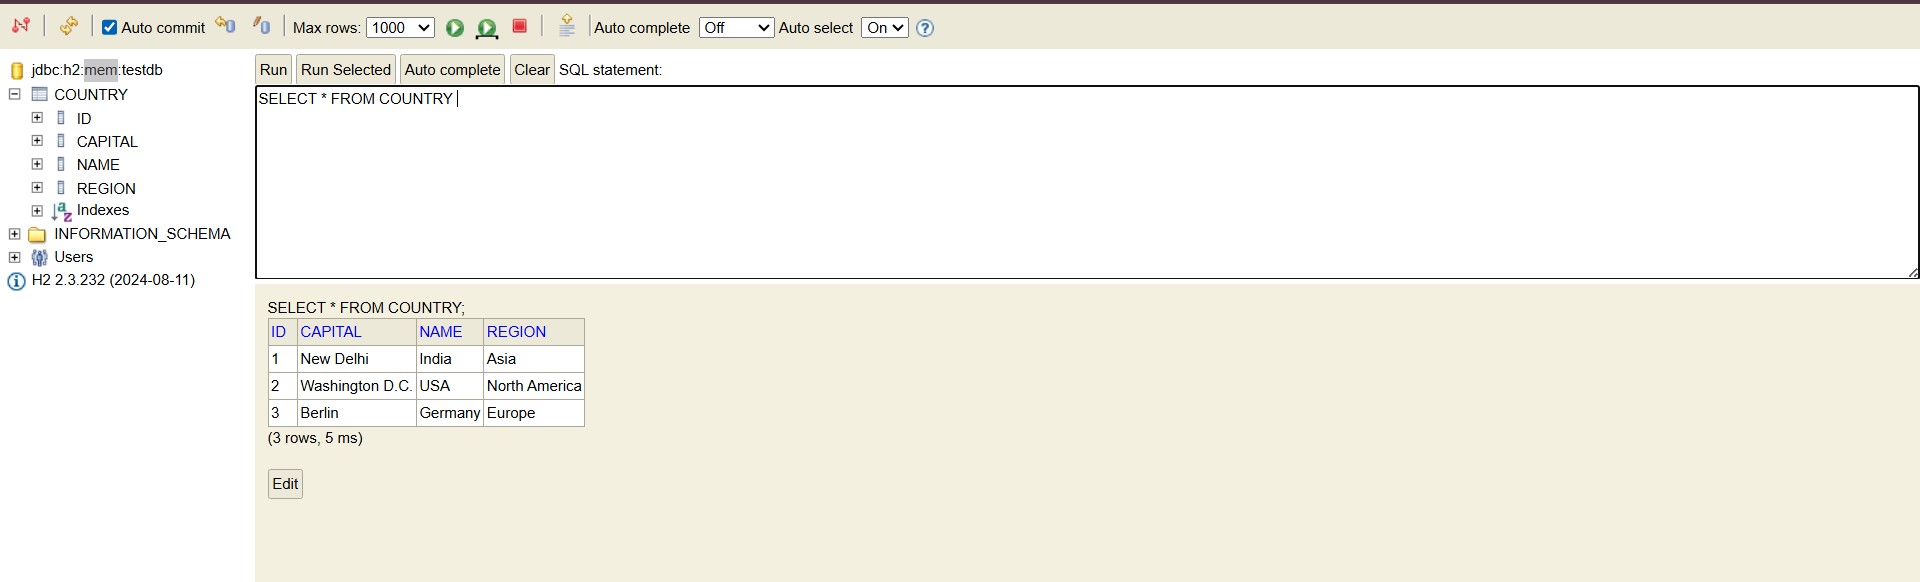 Auto commit Max rows: 1000 Auto complete Off Auto select On ?
jdbc:h2:mem:testdb
COUNTRY
ID
CAPITAL
NAME
REGION
Indexes
INFORMATION_SCHEMA
Users
H2 2.3.232 (2024-08-11)
Run Run Selected Auto complete Clear SQL statement:
SELECT * FROM COUNTRY
SELECT * FROM COUNTRY;
ID CAPITAL NAME REGION
1 New Delhi India Asia
2 Washington D.C. USA North America
3 Berlin Germany Europe
(3 rows, 5 ms)
Edit